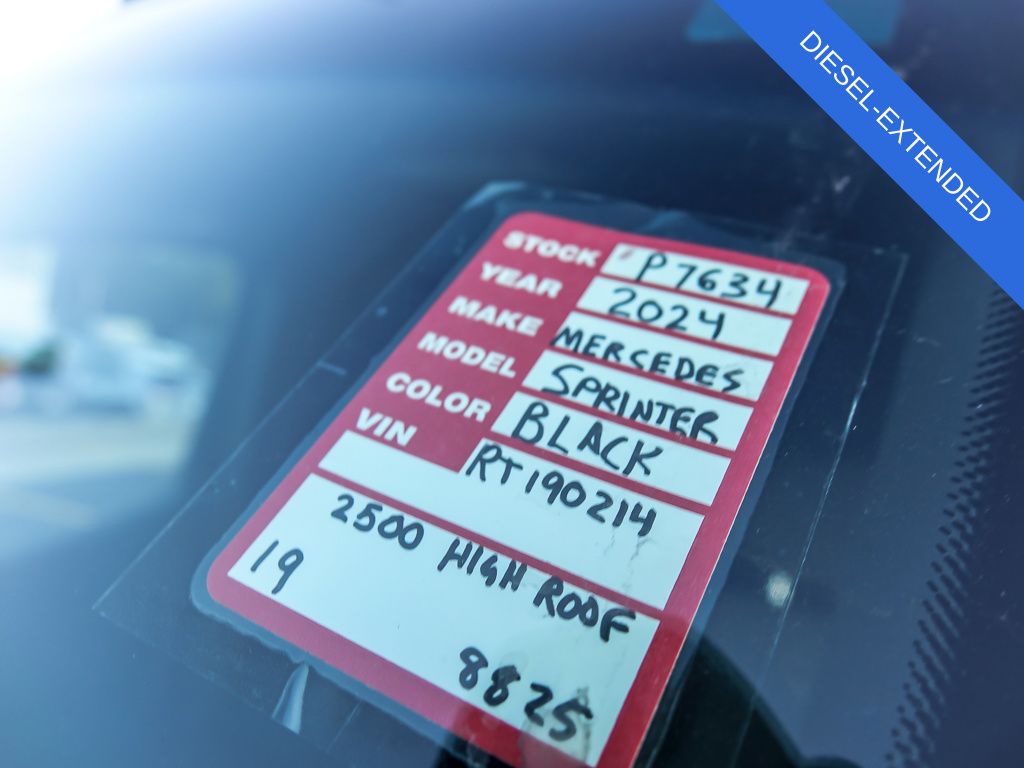 DIESEL-EXTENDED
STOCK P7634
YEAR 2024
MAKE MERCEDES
MODEL SPRINTER
COLOR BLACK
VIN RT190214
2500 HIGH ROOF
19
8825